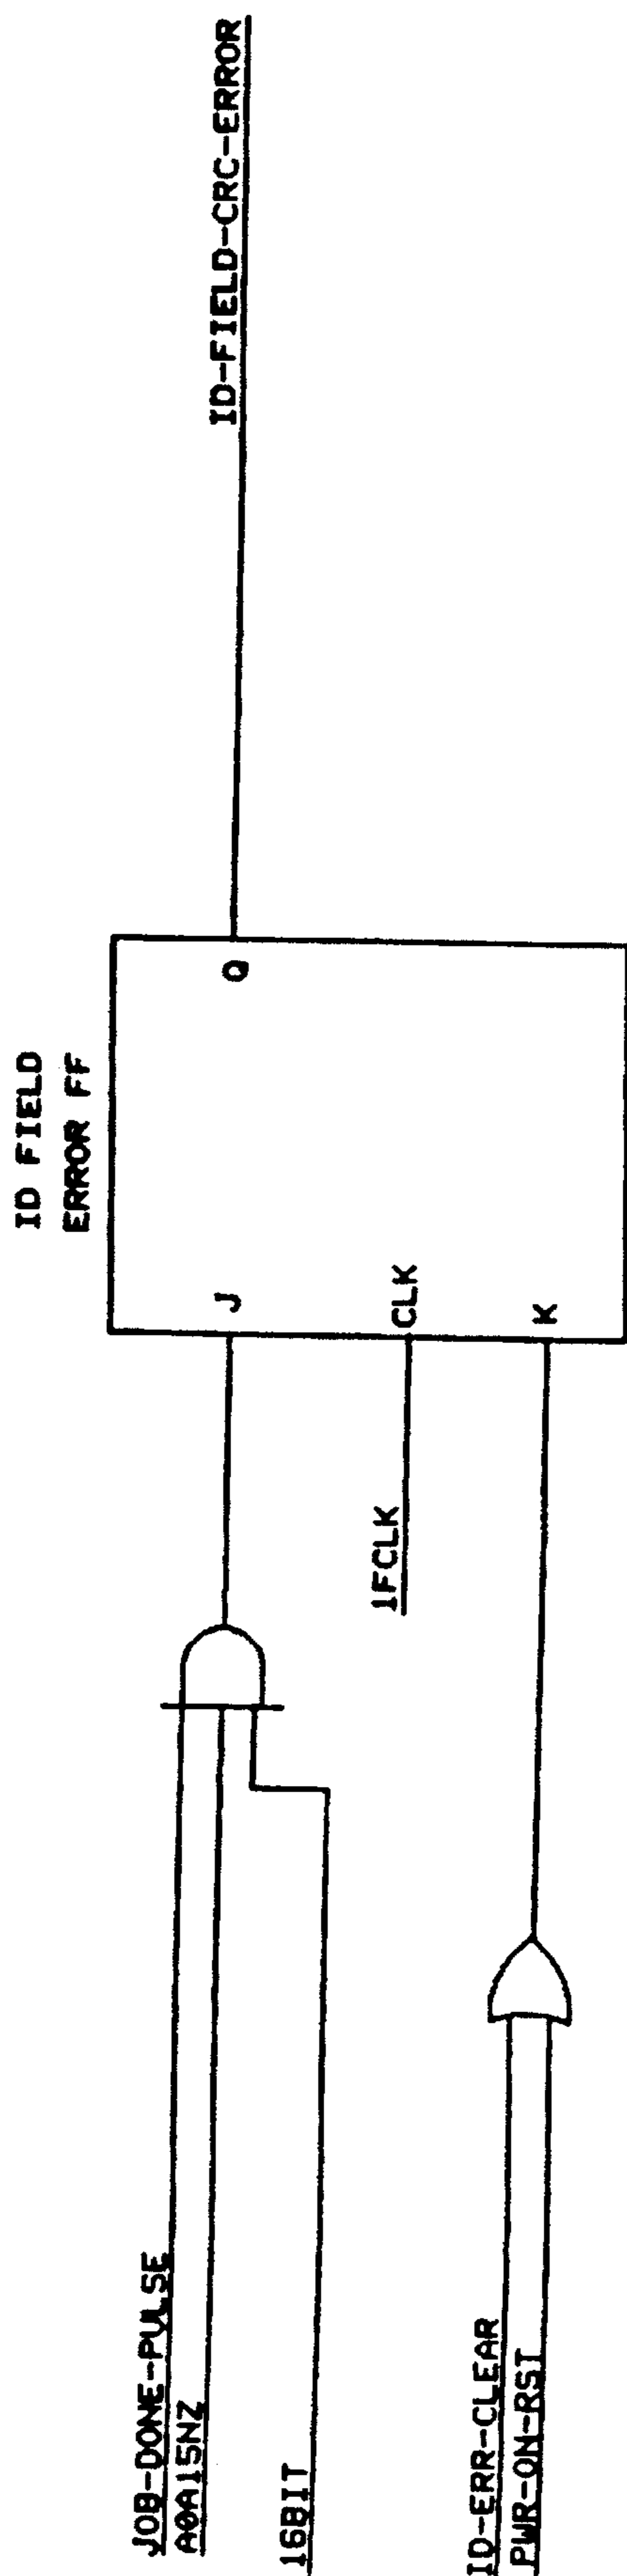 ID FIELD
ERROR FF
JOB-DONE-PULSE
A0A15NZ
16BIT
J
Q
ID-FIELD-CRC-ERROR
1FCLK
CLK
ID-ERR-CLEAR
PWR-ON-RST
K